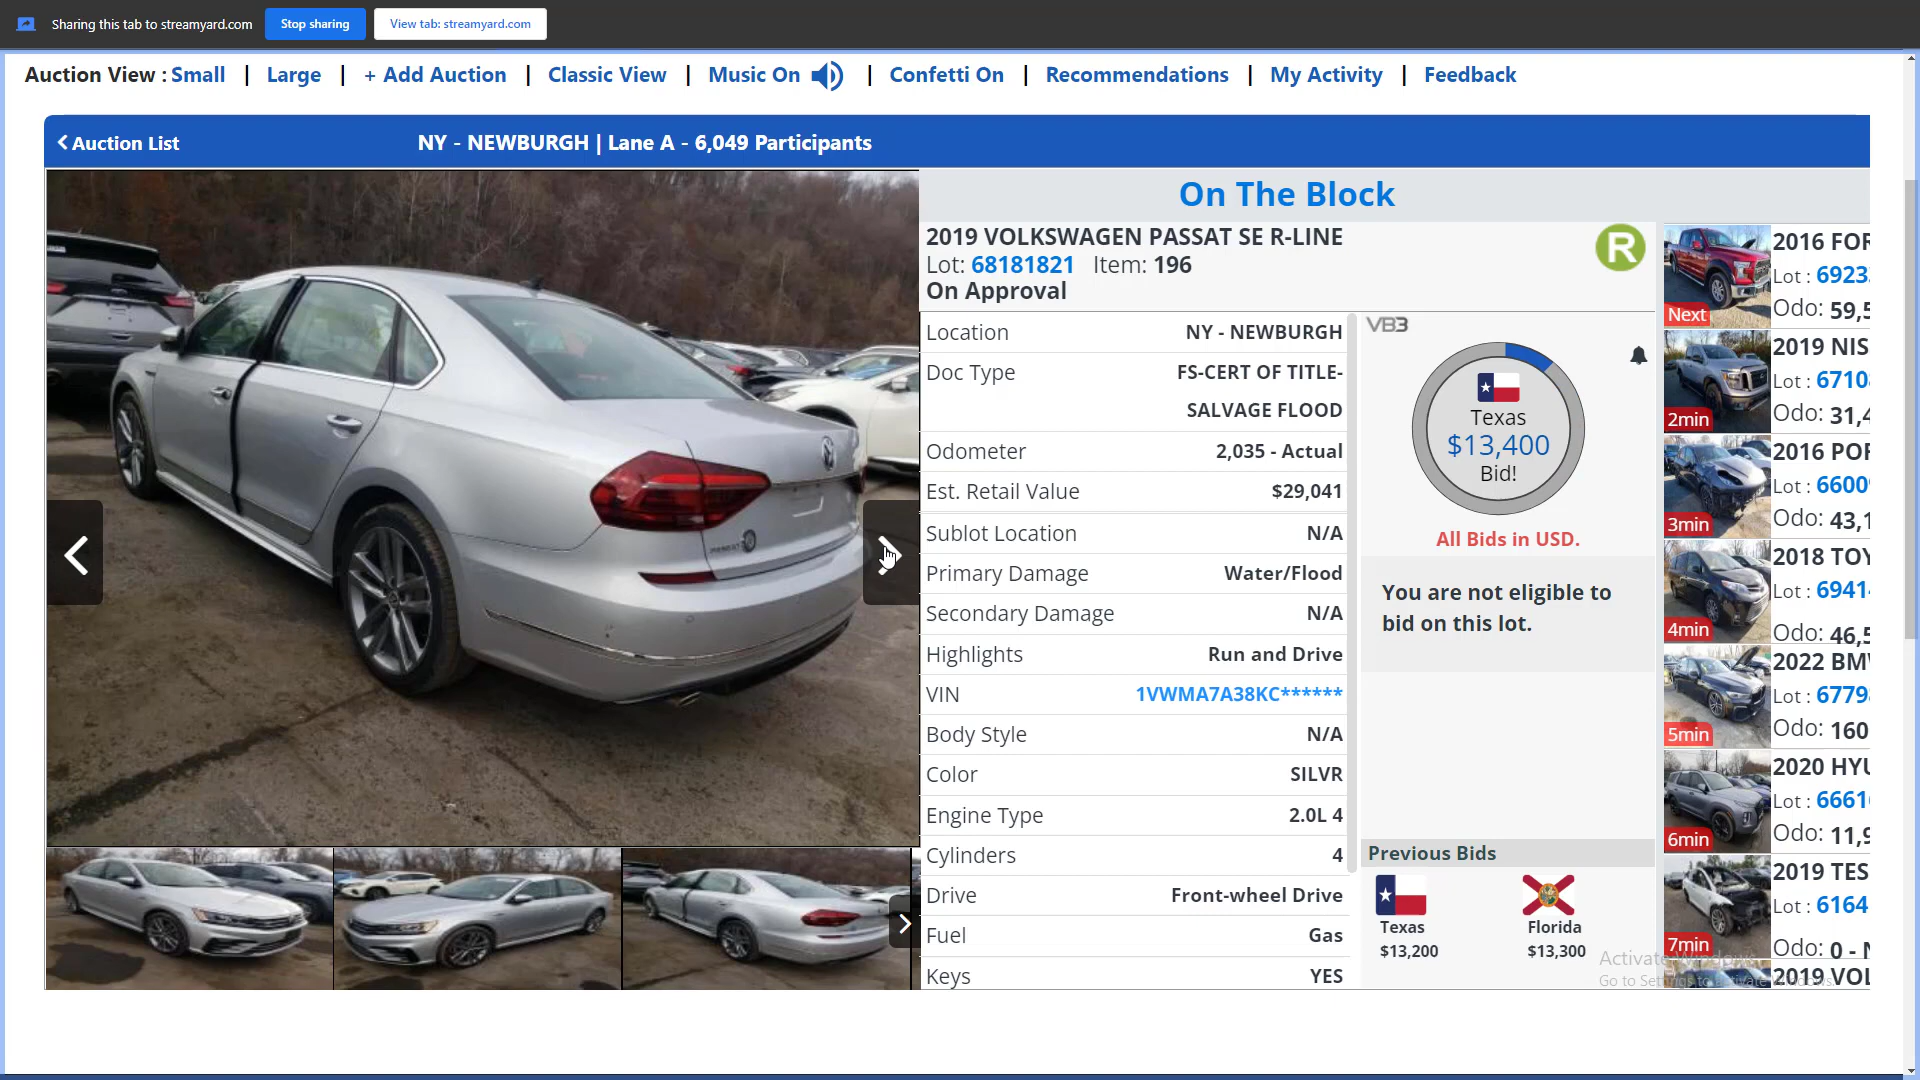 Sharing this tab to streamyard.com Stop sharing View tab: streamyard.com
Auction View : Small | Large | + Add Auction | Classic View | Music On | Confetti On | Recommendations | My Activity | Feedback
Auction List NY - NEWBURGH | Lane A - 6,049 Participants
On The Block
2019 VOLKSWAGEN PASSAT SE R-LINE
Lot: 68181821 Item: 196
On Approval
R
Location NY - NEWBURGH
Doc Type FS-CERT OF TITLE-
SALVAGE FLOOD
Odometer 2,035 - Actual
Est. Retail Value $29,041
Sublot Location N/A
Primary Damage Water/Flood
Secondary Damage N/A
Highlights Run and Drive
VIN 1VWMA7A38KC******
Body Style N/A
Color SILVR
Engine Type 2.0L 4
Cylinders 4
Drive Front-wheel Drive
Fuel Gas
Keys YES
VB3
Texas
$13,400
Bid!
All Bids in USD.
You are not eligible to
bid on this lot.
Previous Bids
Texas
$13,200
Florida
$13,300
2016 FOR
Lot : 6923
Odo: 59,5
Next
2019 NIS
Lot : 6710
Odo: 31,4
2min
2016 POR
Lot : 6600
Odo: 43,1
3min
2018 TOY
Lot : 6941
Odo: 46,5
4min
2022 BMW
Lot : 6779
Odo: 160
5min
2020 HYU
Lot : 6661
Odo: 11,9
6min
2019 TES
Lot : 6164
Odo: 0 - N
7min
2019 VOL
Activate Windows
Go to Settings to activate Windows.